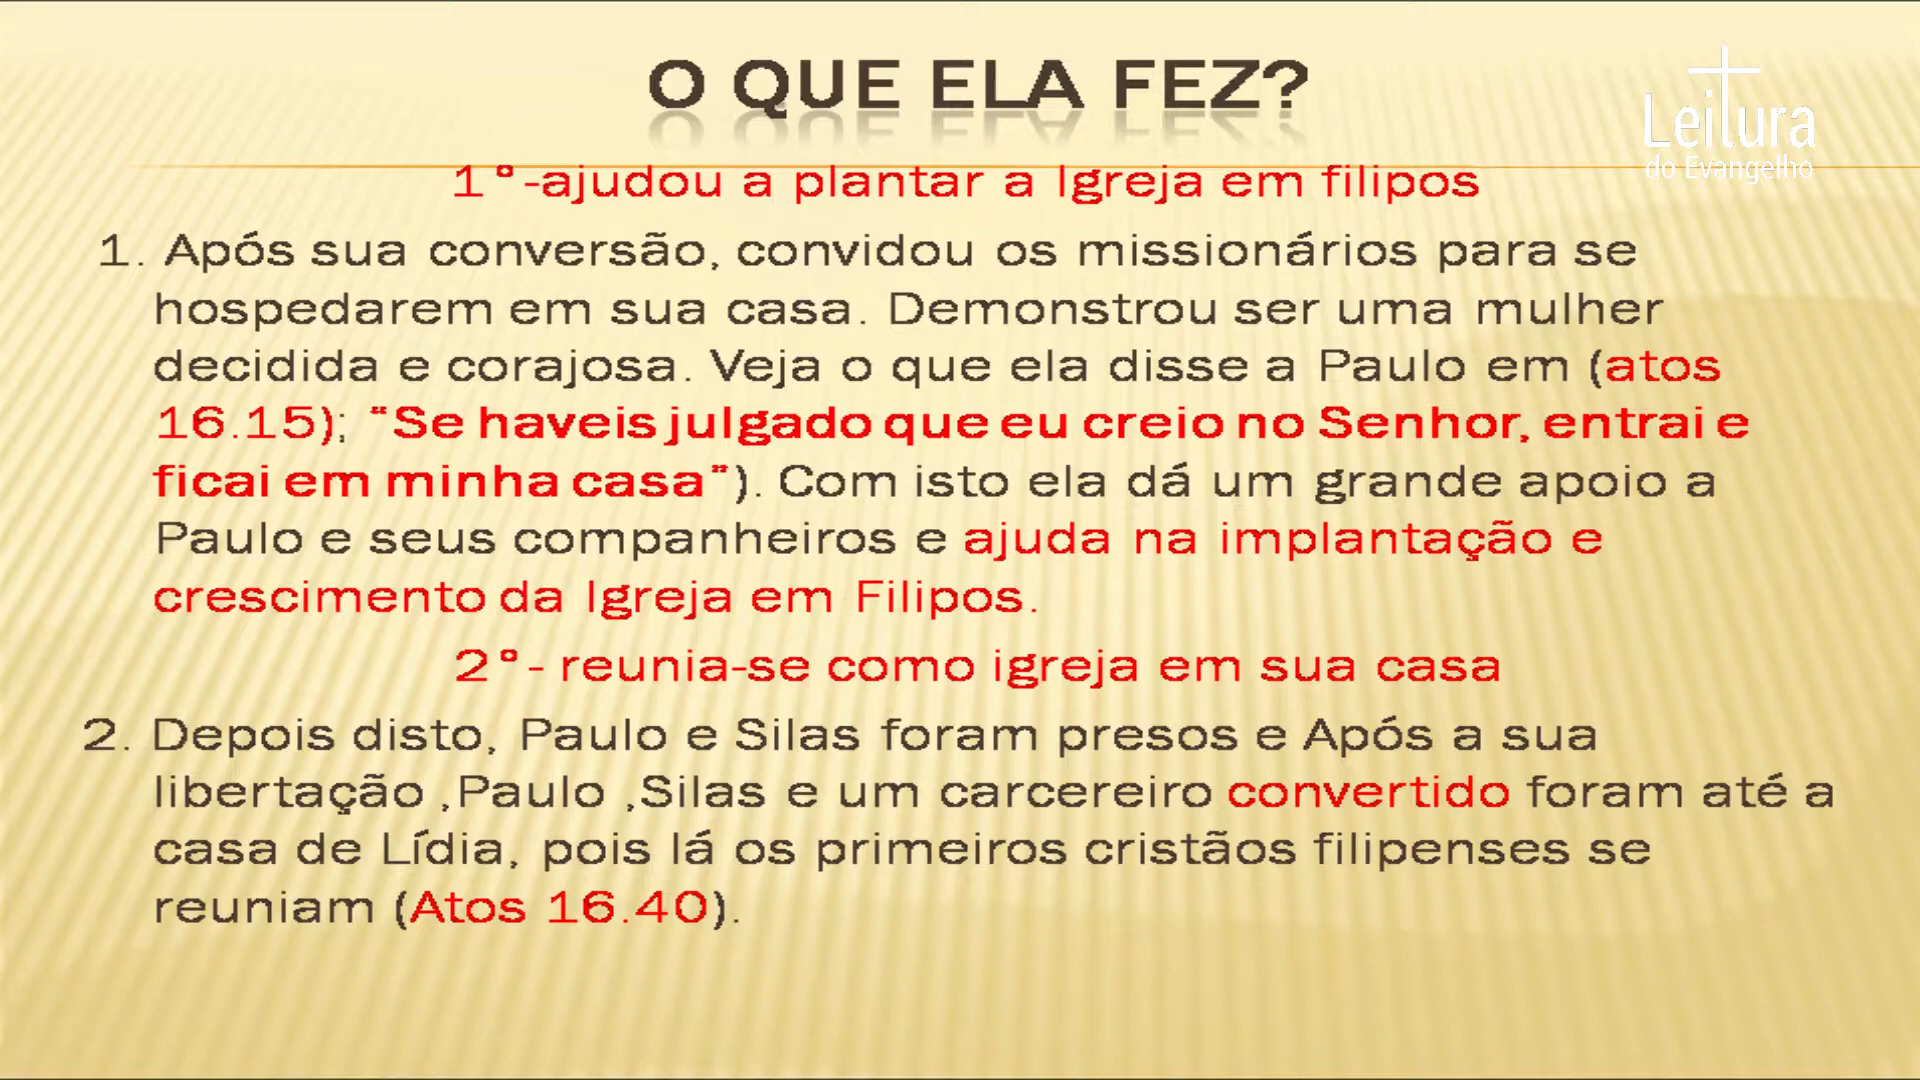 O QUE ELA FEZ?
Leitura
do Evangelho
1°-ajudou a plantar a Igreja em filipos
1. Após sua conversão, convidou os missionários para se
hospedarem em sua casa. Demonstrou ser uma mulher
decidida e corajosa. Veja o que ela disse a Paulo em (atos
16.15); "Se haveis julgado que eu creio no Senhor, entrai e
ficai em minha casa"). Com isto ela dá um grande apoio a
Paulo e seus companheiros e ajuda na implantação e
crescimento da Igreja em Filipos.
2°- reunia-se como igreja em sua casa
2. Depois disto, Paulo e Silas foram presos e Após a sua
libertação ,Paulo ,Silas e um carcereiro convertido foram até a
casa de Lídia, pois lá os primeiros cristãos filipenses se
reuniam (Atos 16.40).